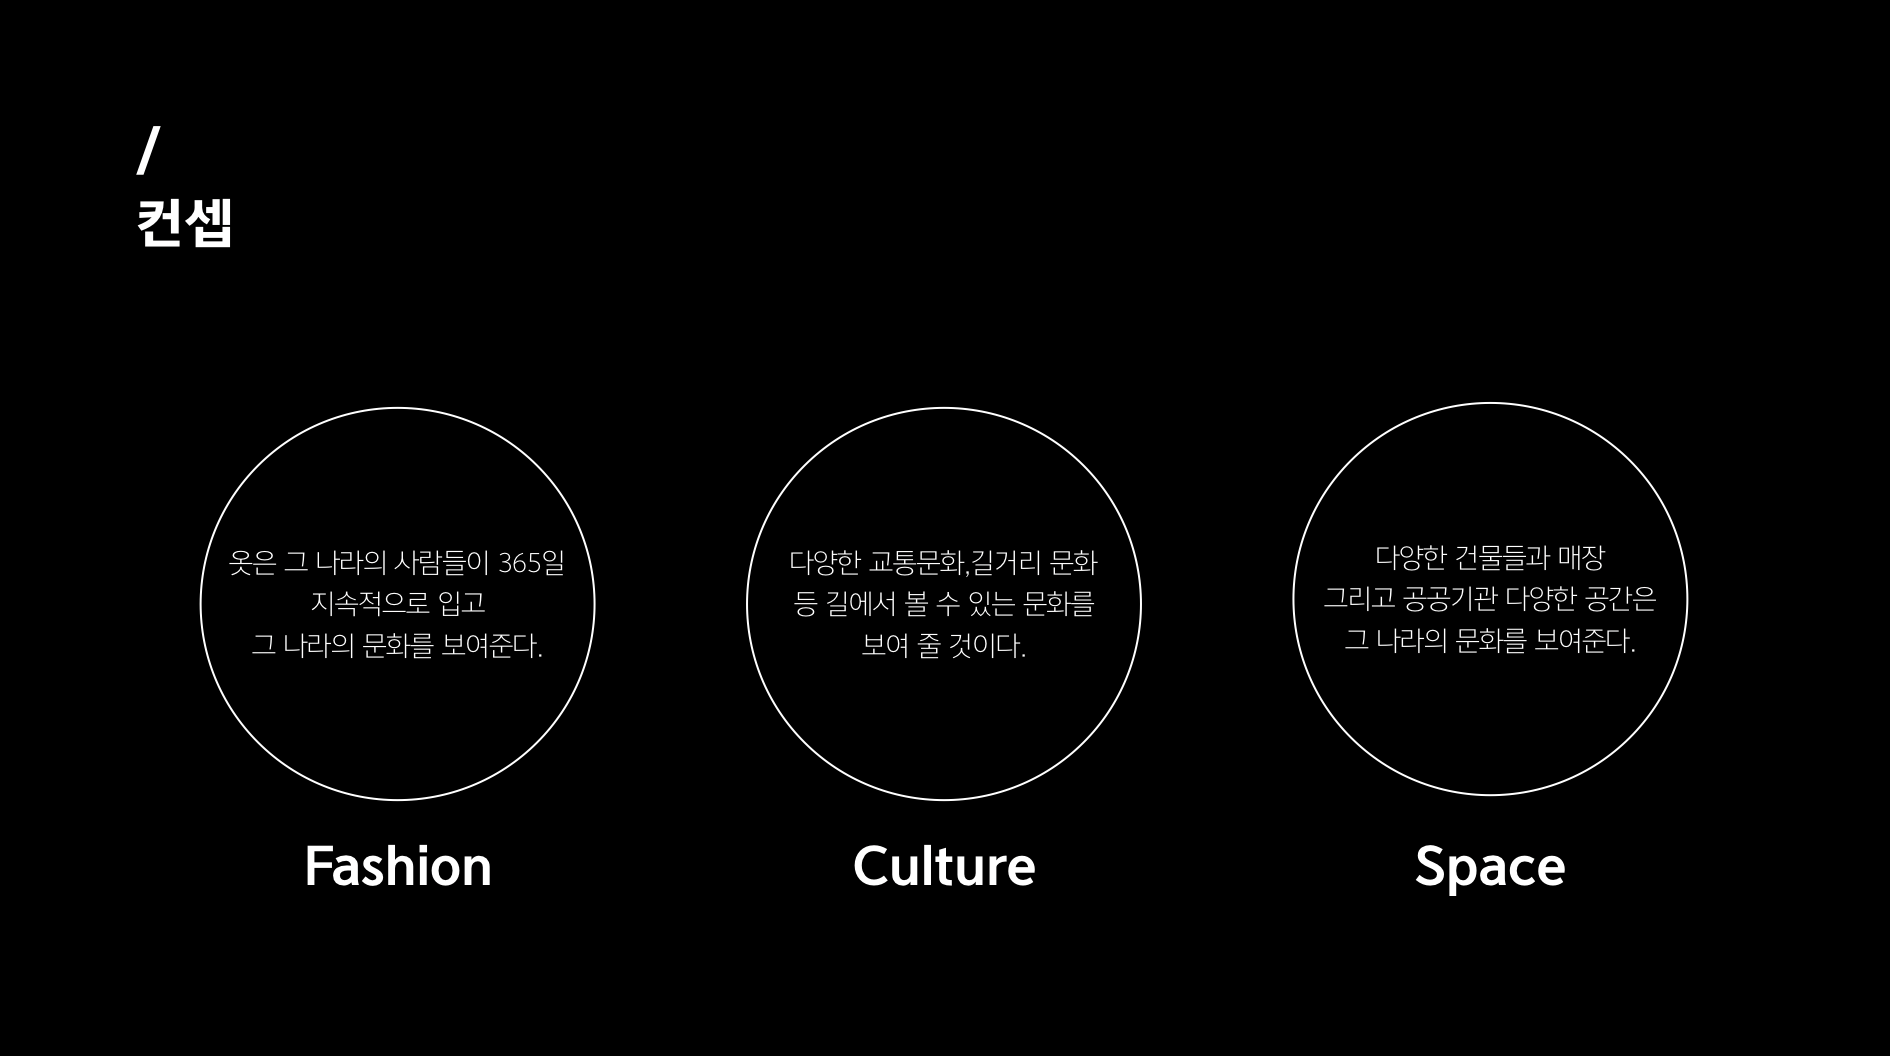 /
컨셉
옷은 그 나라의 사람들이 365일
지속적으로 입고
그 나라의 문화를 보여준다.
Fashion
다양한 교통문화,길거리 문화
등 길에서 볼 수 있는 문화를
보여 줄 것이다.
Culture
다양한 건물들과 매장
그리고 공공기관 다양한 공간은
그 나라의 문화를 보여준다.
Space